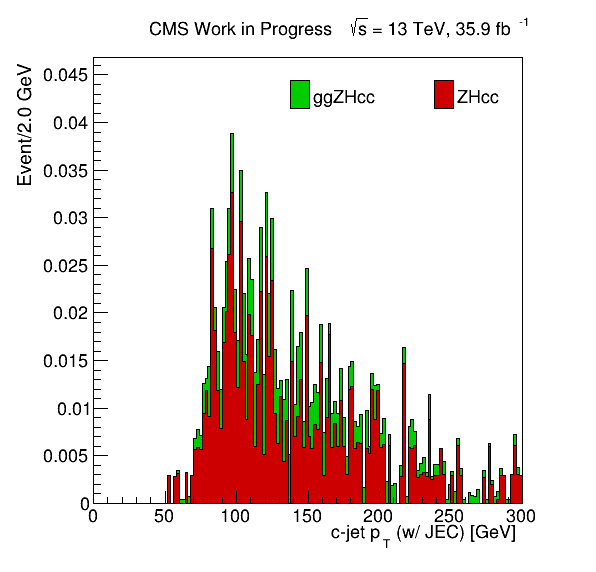 CMS Work in Progress √s = 13 TeV, 35.9 fb -1
Event/2.0 GeV
0.045
0.04
0.035
0.03
0.025
0.02
0.015
0.01
0.005
0
ggZHcc ZHcc
0 50 100 150 200 250 300
c-jet p T (w/ JEC) [GeV]